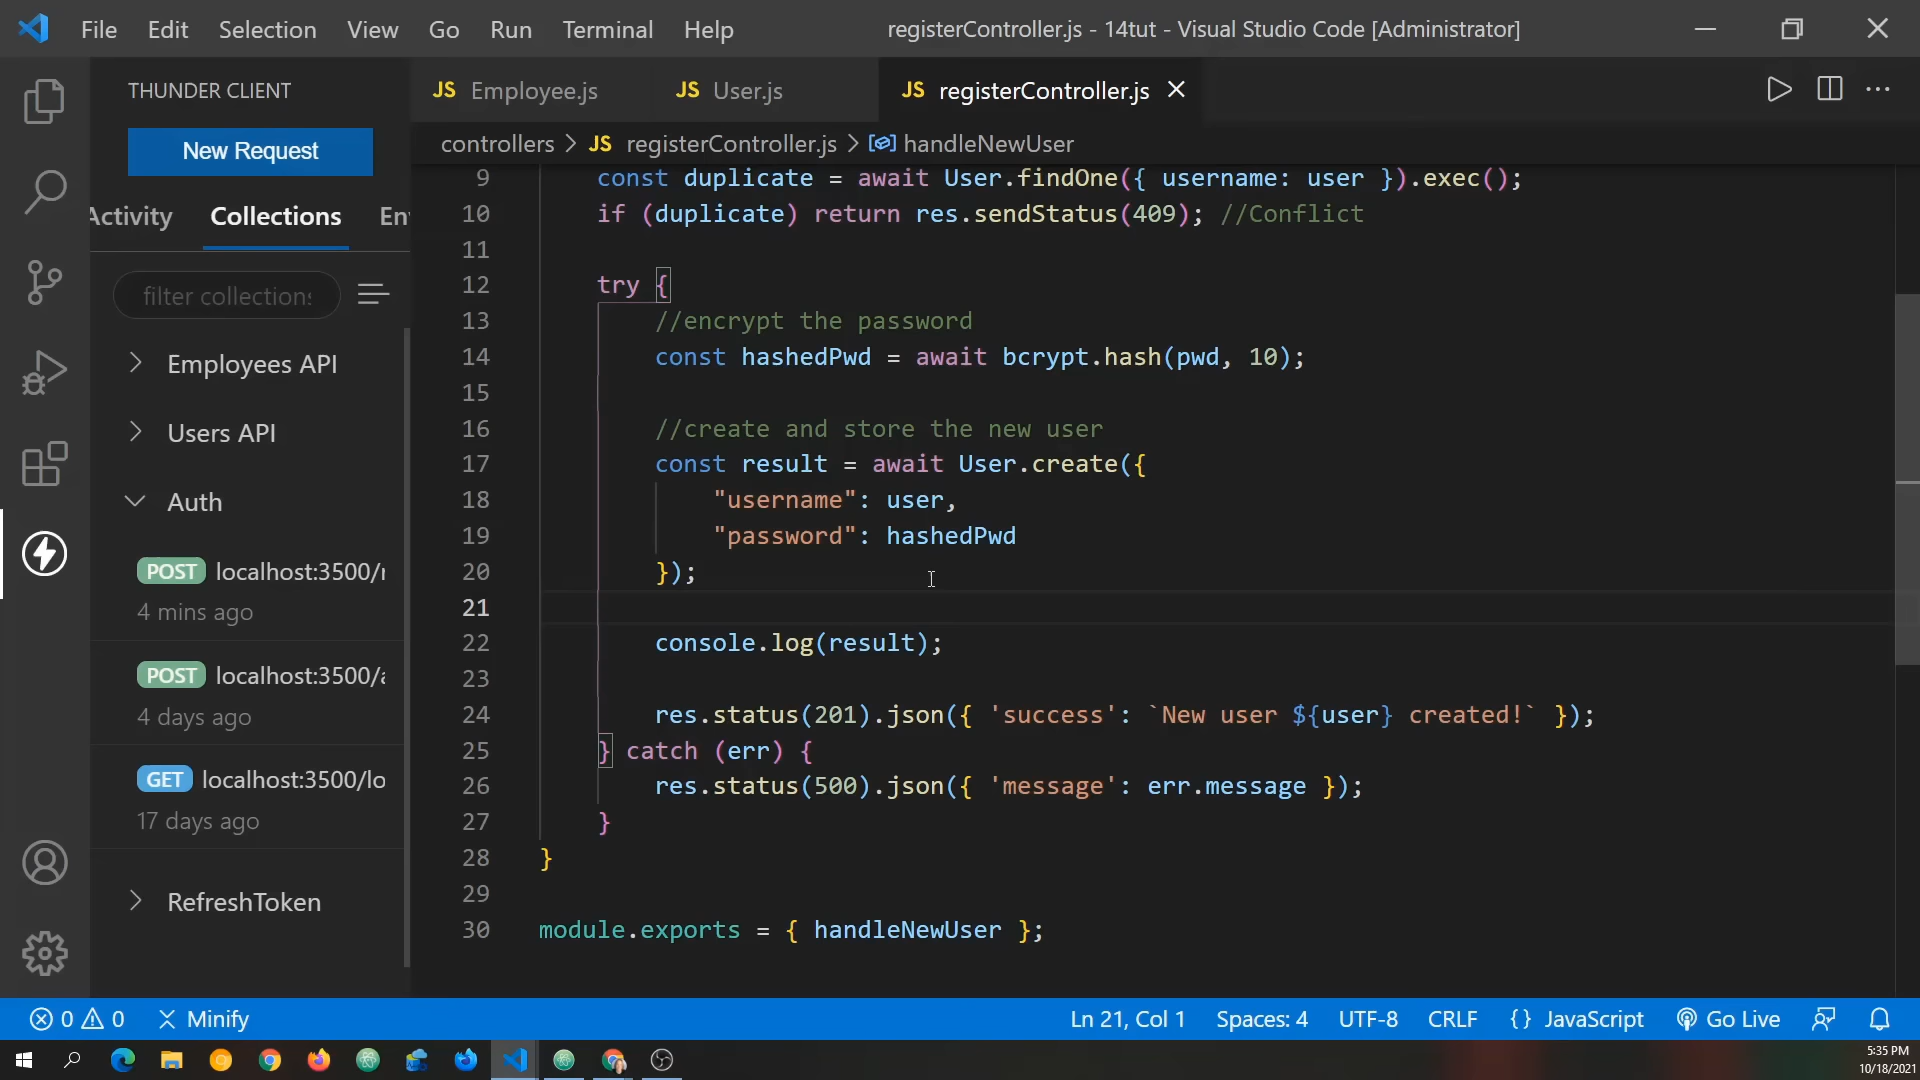 File Edit Selection View Go Run Terminal Help
registerController.js - 14tut - Visual Studio Code [Administrator]
THUNDER CLIENT
New Request
Activity Collections En
filter collections
Employees API
Users API
Auth
POST localhost:3500/r
4 mins ago
POST localhost:3500/a
4 days ago
GET localhost:3500/lo
17 days ago
RefreshToken
JS Employee.js
JS User.js
JS registerController.js
controllers > JS registerController.js > handleNewUser
9 const duplicate = await User.findOne({ username: user }).exec();
10 if (duplicate) return res.sendStatus(409); //Conflict
11
12 try {
13 //encrypt the password
14 const hashedPwd = await bcrypt.hash(pwd, 10);
15
16 //create and store the new user
17 const result = await User.create({
18 "username": user,
19 "password": hashedPwd
20 });
21
22 console.log(result);
23
24 res.status(201).json({ 'success': `New user ${user} created!` });
25 } catch (err) {
26 res.status(500).json({ 'message': err.message });
27 }
28 }
29
30 module.exports = { handleNewUser };
0 0 Minify
Ln 21, Col 1 Spaces: 4 UTF-8 CRLF {} JavaScript Go Live
5:35 PM
10/18/2021